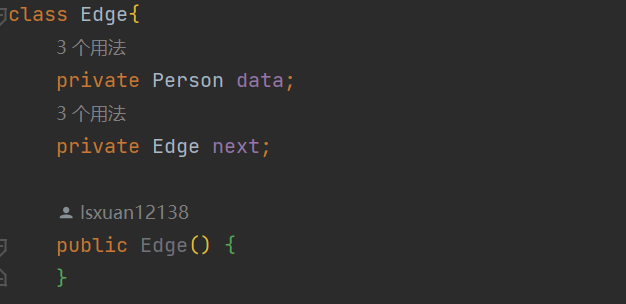 class Edge{
3 个用法
private Person data;
3 个用法
private Edge next;
lsxuan12138
public Edge() {
}